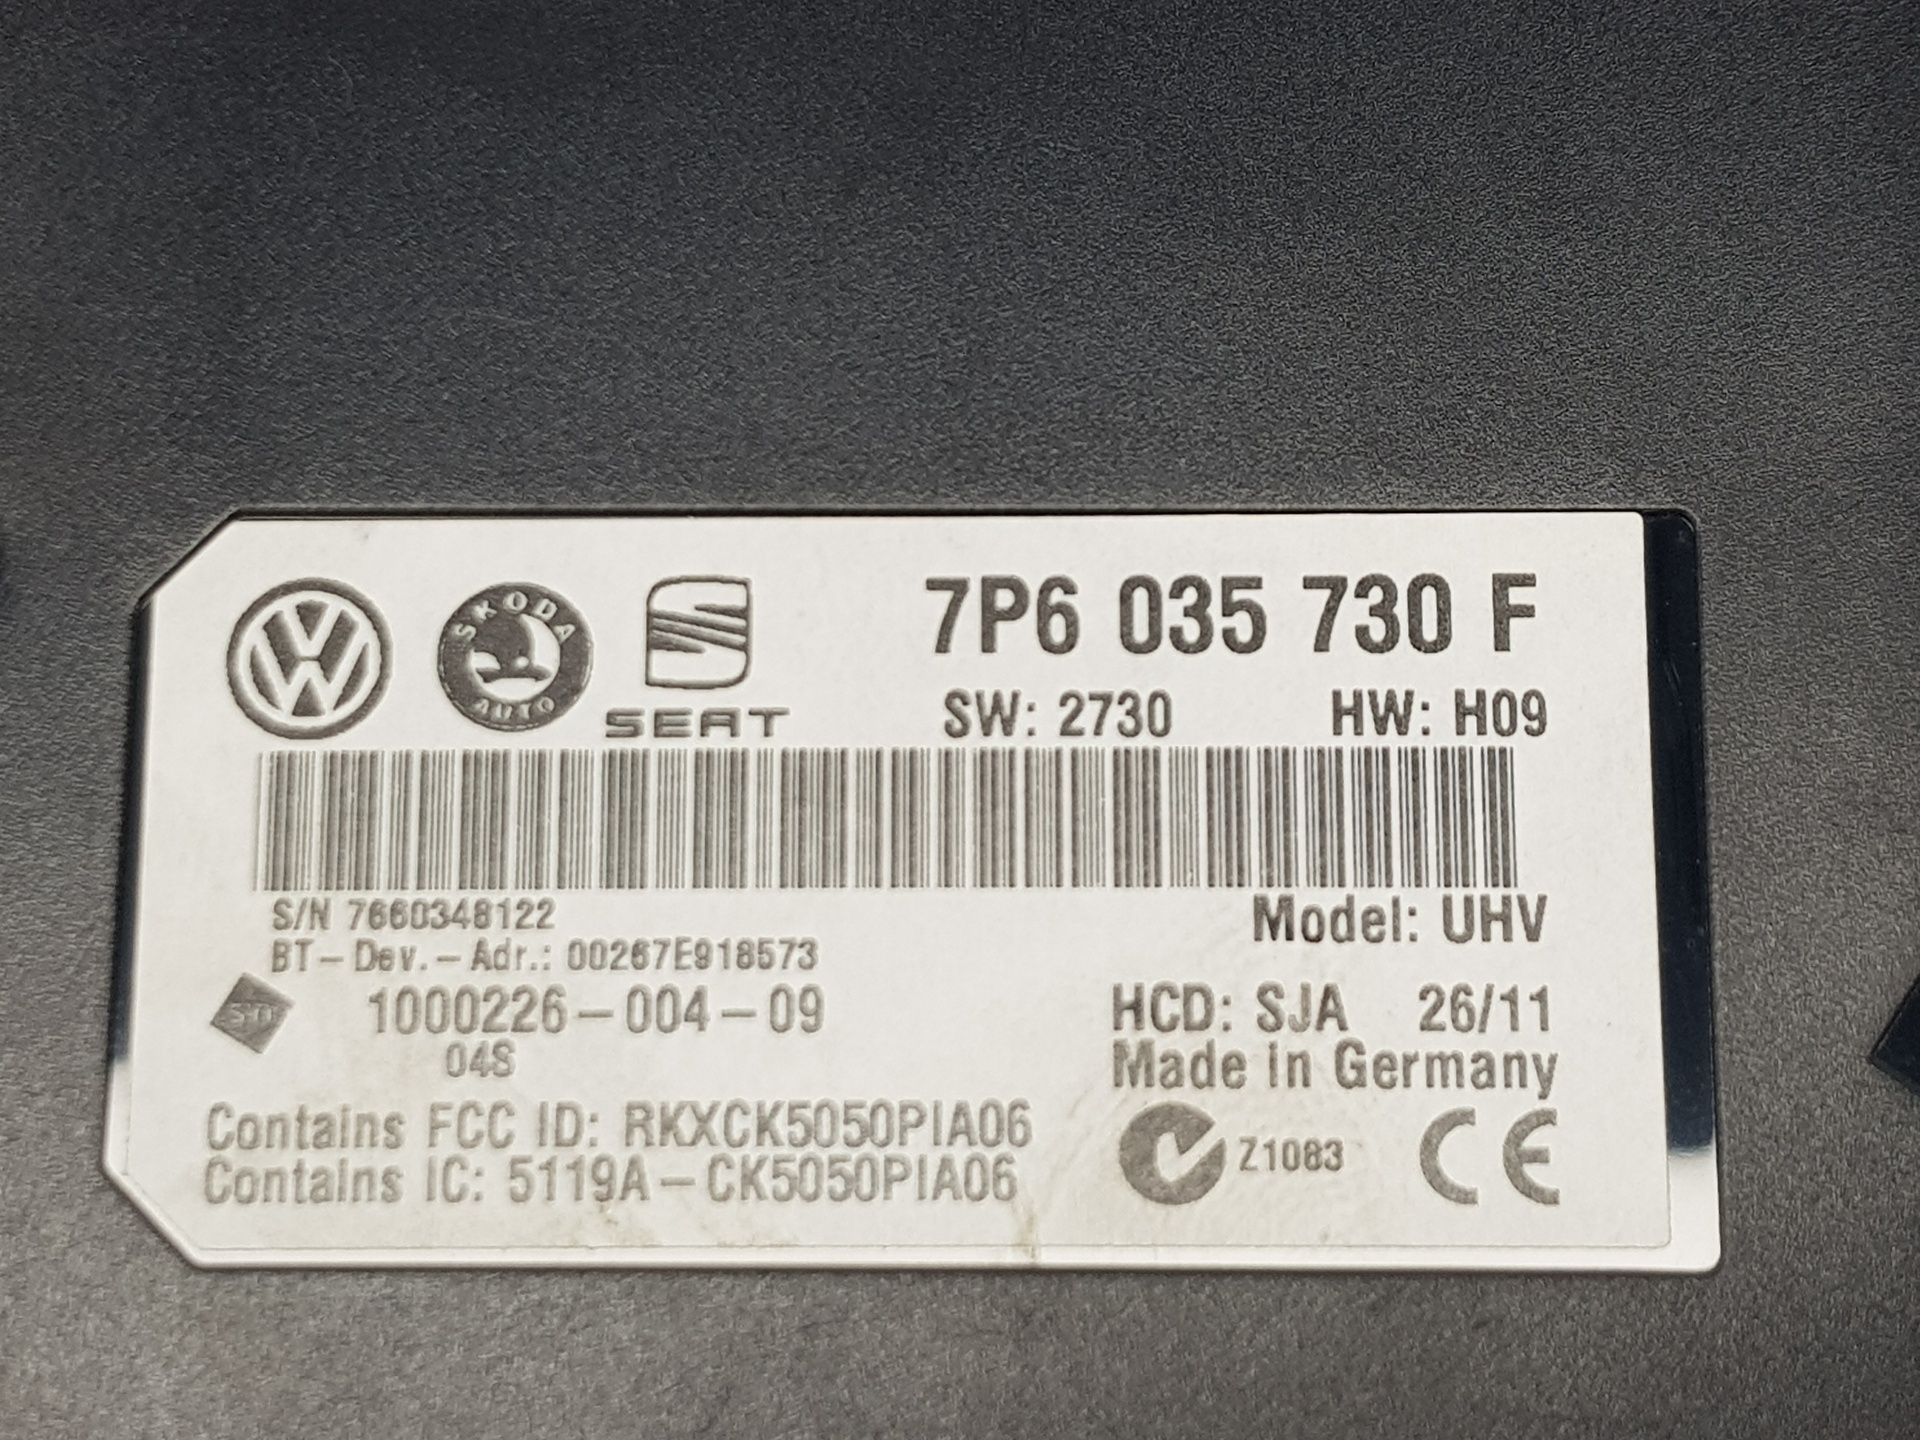 SKODA
AUTO
SEAT
7P6 035 730 F
SW: 2730 HW: H09
S/N 7660348122
Model: UHV
BT-Dev.-Adr.: 00267E918573
1000226-004-09
04S
HCD: SJA 26/11
Made in Germany
Contains FCC ID: RKXCK5050PIA06
Contains IC: 5119A-CK5050PIA06
Z1083
CE